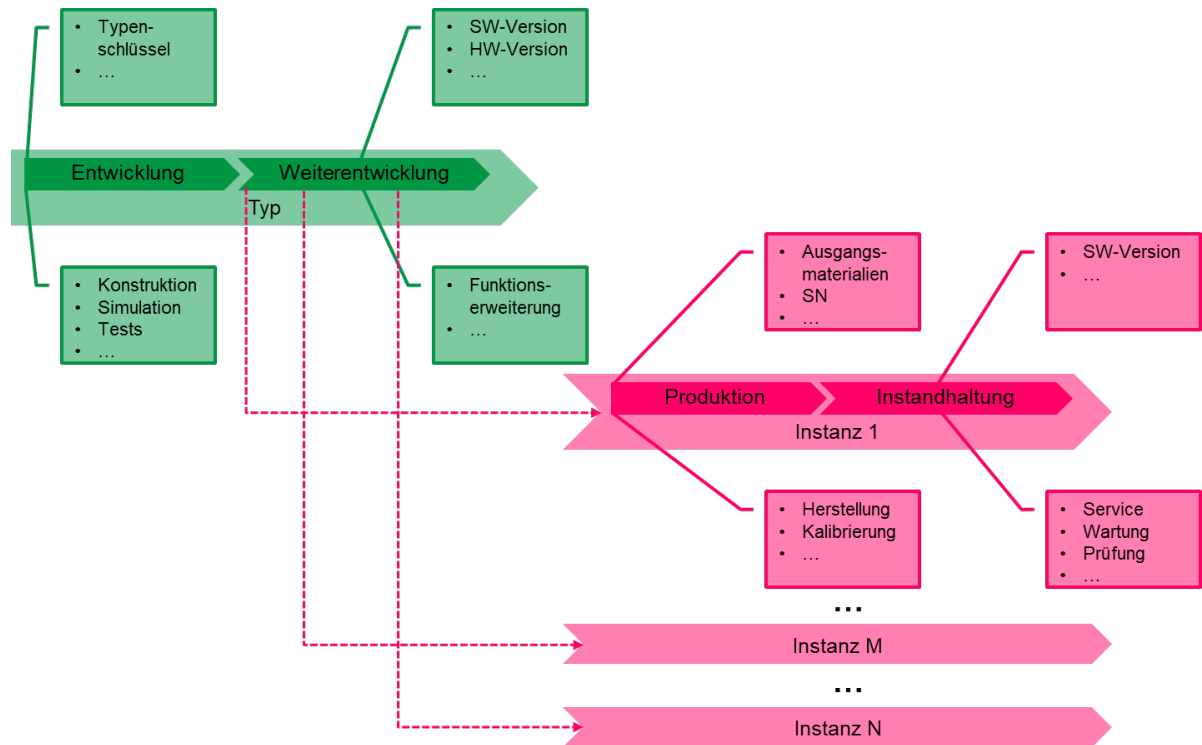 • Typen-
schlüssel
• …
• SW-Version
• HW-Version
• …
Entwicklung
Weiterentwicklung
Typ
• Konstruktion
• Simulation
• Tests
• …
• Funktions-
erweiterung
• …
• Ausgangs-
materialien
• SN
• …
• SW-Version
• …
Produktion
Instandhaltung
Instanz 1
• Herstellung
• Kalibrierung
• …
• Service
• Wartung
• Prüfung
• …
…
Instanz M
…
Instanz N